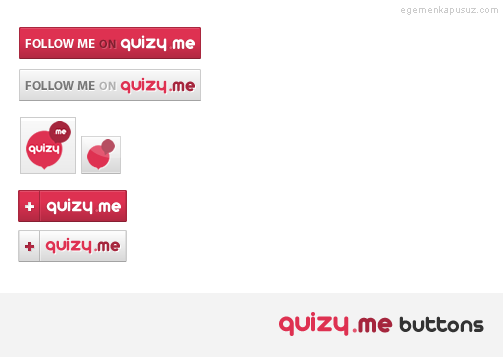 egemenkapusuz.com
FOLLOW ME ON quizy.me
FOLLOW ME ON quizy.me
me
quizy
+ quizy.me
+ quizy.me
quizy.me buttons